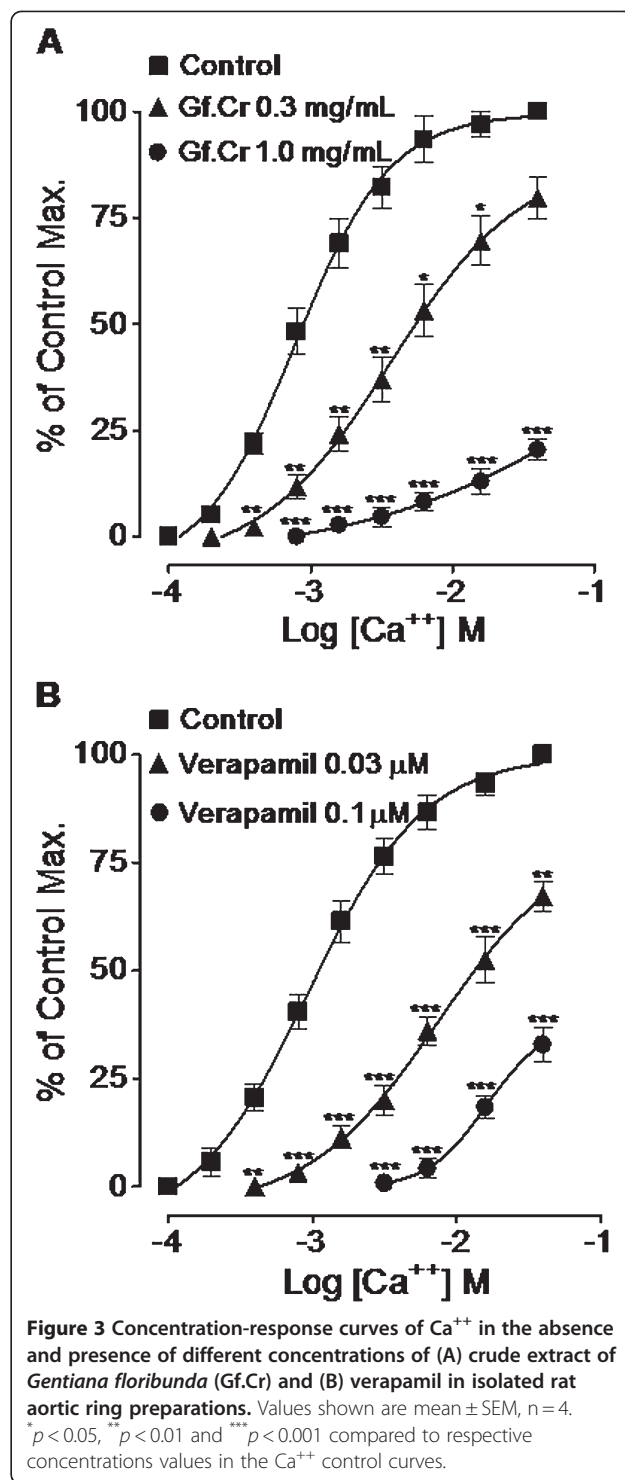 A
■ Control
▲ Gf.Cr 0.3 mg/mL
● Gf.Cr 1.0 mg/mL
% of Control Max.
100
75
50
25
0
*
*
**
**
**
**
***
***
***
***
***
***
-4 -3 -2 -1
Log [Ca++] M
B
■ Control
▲ Verapamil 0.03 µM
● Verapamil 0.1 µM
% of Control Max.
100
75
50
25
0
**
***
***
***
***
***
**
***
***
***
***
-4 -3 -2 -1
Log [Ca++] M
Figure 3 Concentration-response curves of Ca++ in the absence
and presence of different concentrations of (A) crude extract of
Gentiana floribunda (Gf.Cr) and (B) verapamil in isolated rat
aortic ring preparations. Values shown are mean ± SEM, n = 4.
*p < 0.05, **p < 0.01 and ***p < 0.001 compared to respective
concentrations values in the Ca++ control curves.